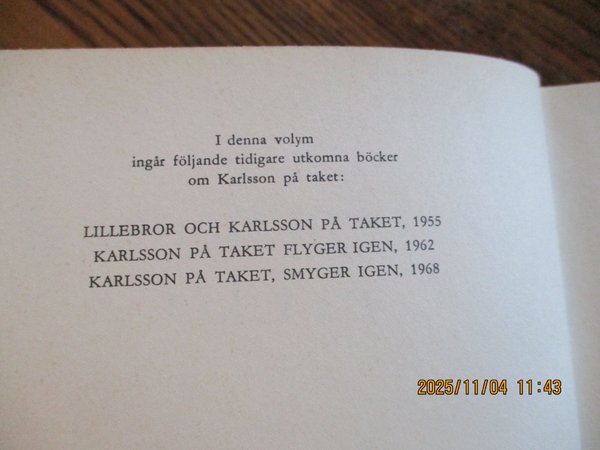 I denna volym
ingår följande tidigare utkomna böcker
om Karlsson på taket:
LILLEBROR OCH KARLSSON PÅ TAKET, 1955
KARLSSON PÅ TAKET FLYGER IGEN, 1962
KARLSSON PÅ TAKET, SMYGER IGEN, 1968
2025/11/04 11:43